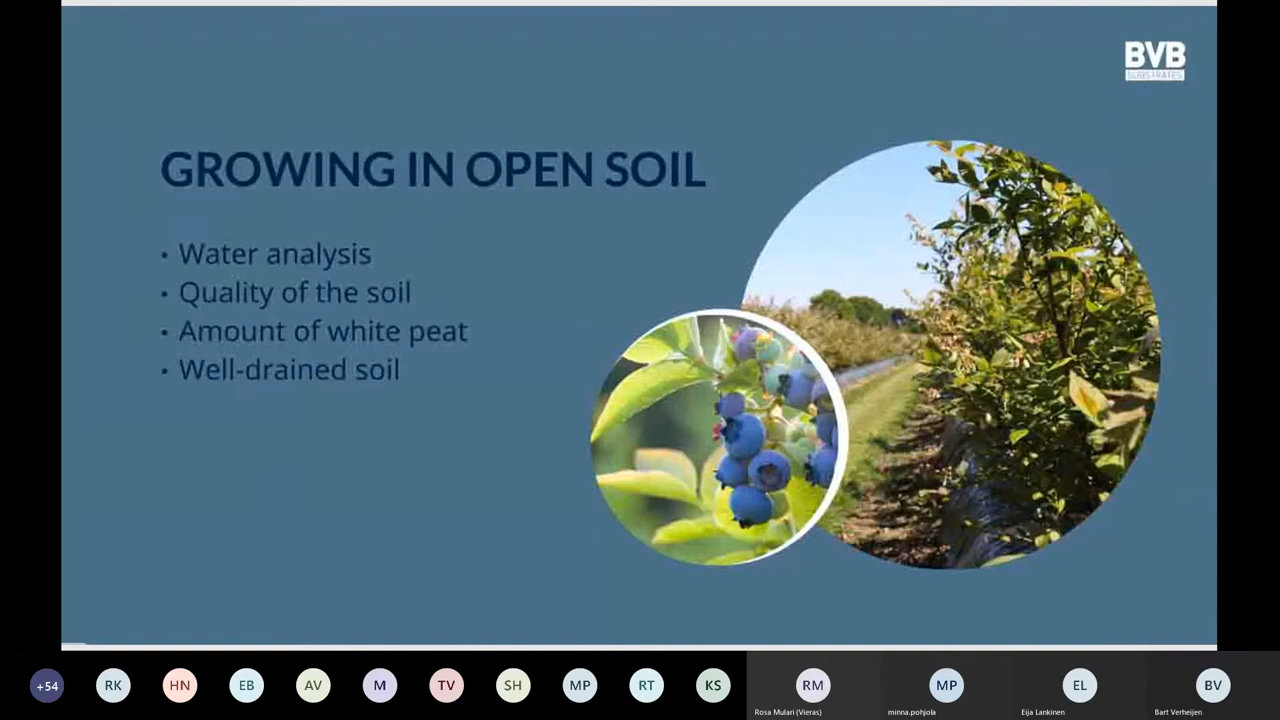 BVB
SUBSTRATES
GROWING IN OPEN SOIL
• Water analysis
• Quality of the soil
• Amount of white peat
• Well-drained soil
+54
RK
HN
EB
AV
M
TV
SH
MP
RT
KS
RM
MP
EL
BV
Rosa Mulari (Vieras)
minna.pohjola
Eija Lankinen
Bart Verheijen